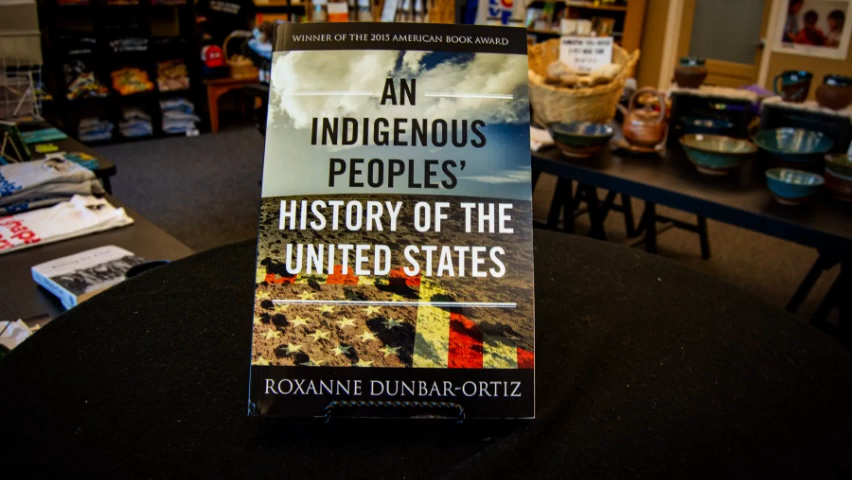 WINNER OF THE 2015 AMERICAN BOOK AWARD
AN
INDIGENOUS
PEOPLES'
HISTORY OF THE
UNITED STATES
ROXANNE DUNBAR-ORTIZ